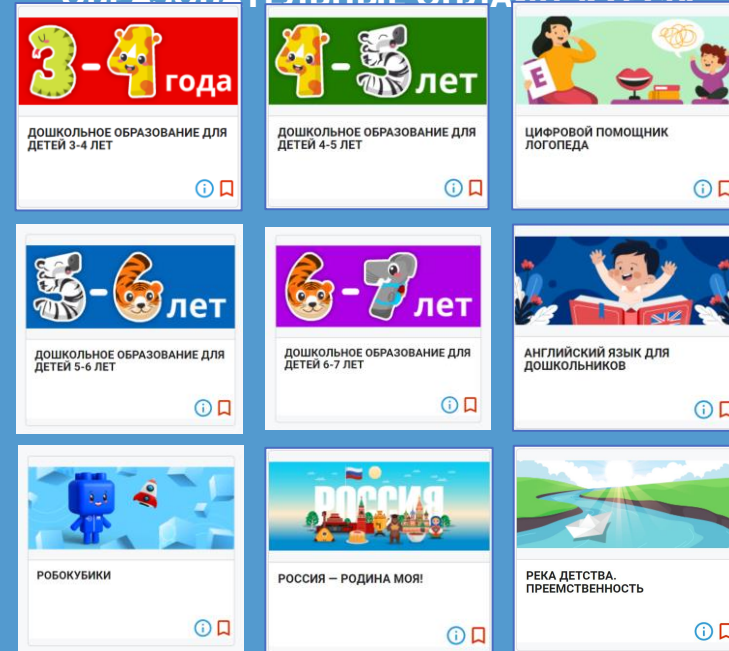 3-4 года
4-5 лет
E
ДОШКОЛЬНОЕ ОБРАЗОВАНИЕ ДЛЯ
ДЕТЕЙ 3-4 ЛЕТ
ДОШКОЛЬНОЕ ОБРАЗОВАНИЕ ДЛЯ
ДЕТЕЙ 4-5 ЛЕТ
ЦИФРОВОЙ ПОМОЩНИК
ЛОГОПЕДА
5-6 лет
6-7 лет
ДОШКОЛЬНОЕ ОБРАЗОВАНИЕ ДЛЯ
ДЕТЕЙ 5-6 ЛЕТ
ДОШКОЛЬНОЕ ОБРАЗОВАНИЕ ДЛЯ
ДЕТЕЙ 6-7 ЛЕТ
АНГЛИЙСКИЙ ЯЗЫК ДЛЯ
ДОШКОЛЬНИКОВ
РОССИЯ
РОБОКУБИКИ
РОССИЯ — РОДИНА МОЯ!
РЕКА ДЕТСТВА.
ПРЕЕМСТВЕННОСТЬ